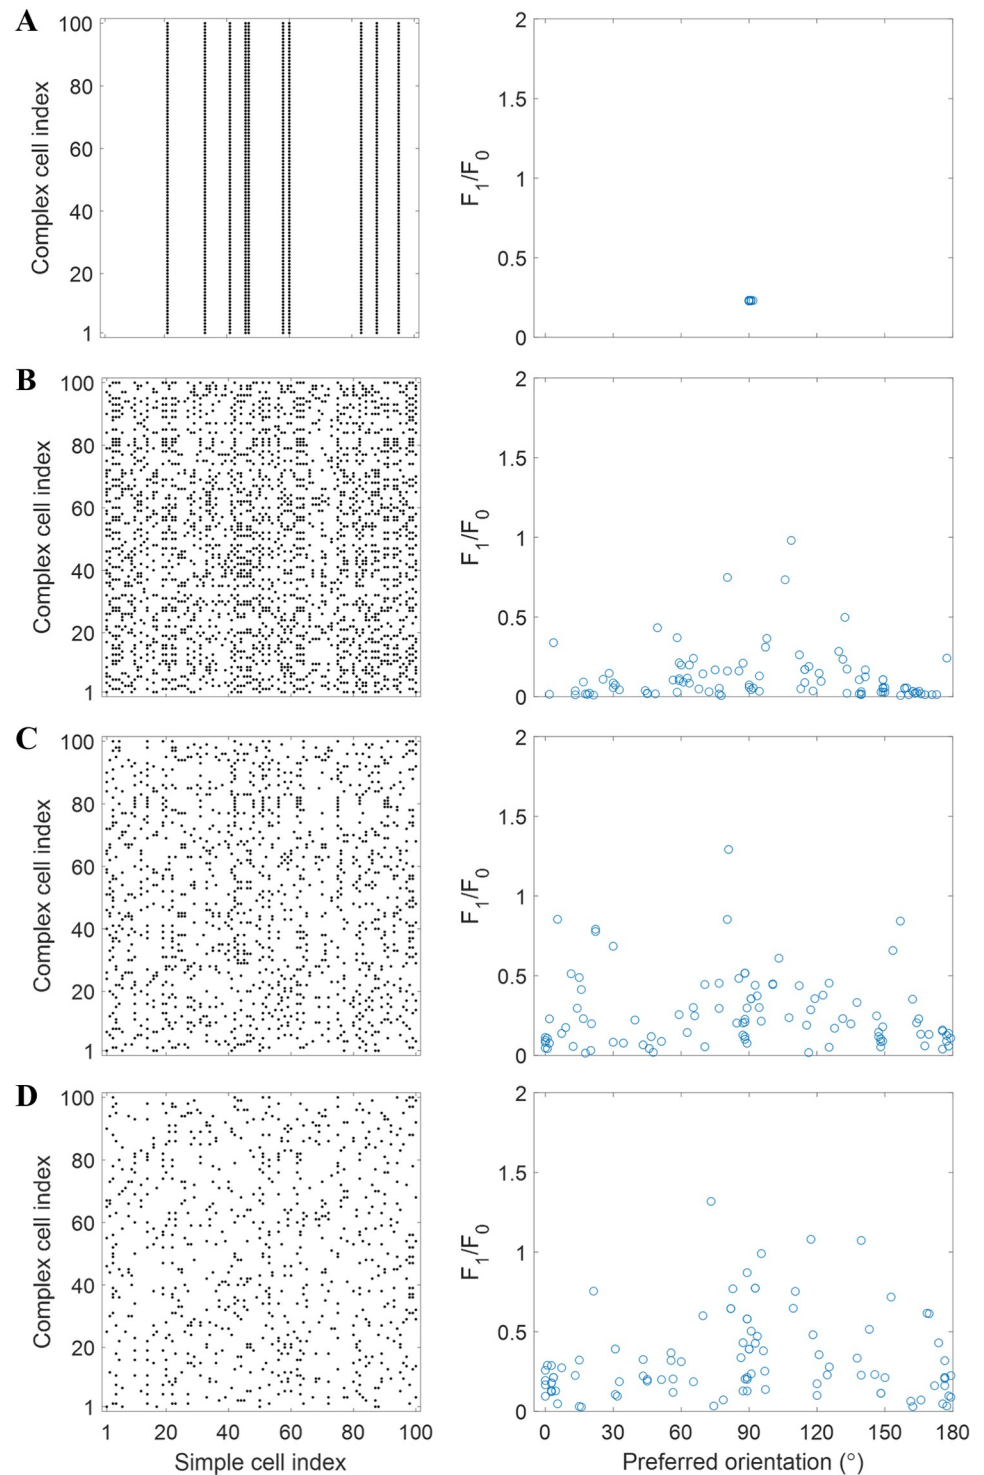 A
Complex cell index
100
80
60
40
20
1
F1/F0
2
1.5
1
0.5
0
B
Complex cell index
100
80
60
40
20
1
F1/F0
2
1.5
1
0.5
0
C
Complex cell index
100
80
60
40
20
1
F1/F0
2
1.5
1
0.5
0
D
Complex cell index
100
80
60
40
20
1
1 20 40 60 80 100
Simple cell index
F1/F0
2
1.5
1
0.5
0
0 30 60 90 120 150 180
Preferred orientation (°)